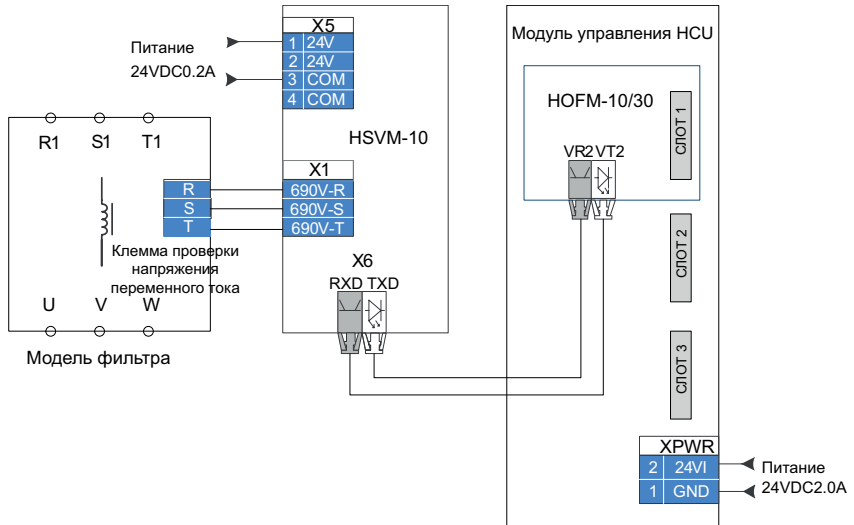 X5
1 24V
2 24V
3 COM
4 COM
Питание
24VDC0.2A
HSVM-10
R1 S1 T1
R
S
T
Клемма проверки
напряжения
переменного тока
U V W
Модель фильтра
X1
690V-R
690V-S
690V-T
X6
RXD TXD
Модуль управления HCU
HOFM-10/30
VR2 VT2
СЛОТ 1
СЛОТ 2
СЛОТ 3
XPWR
2 24VI
1 GND
Питание
24VDC2.0A